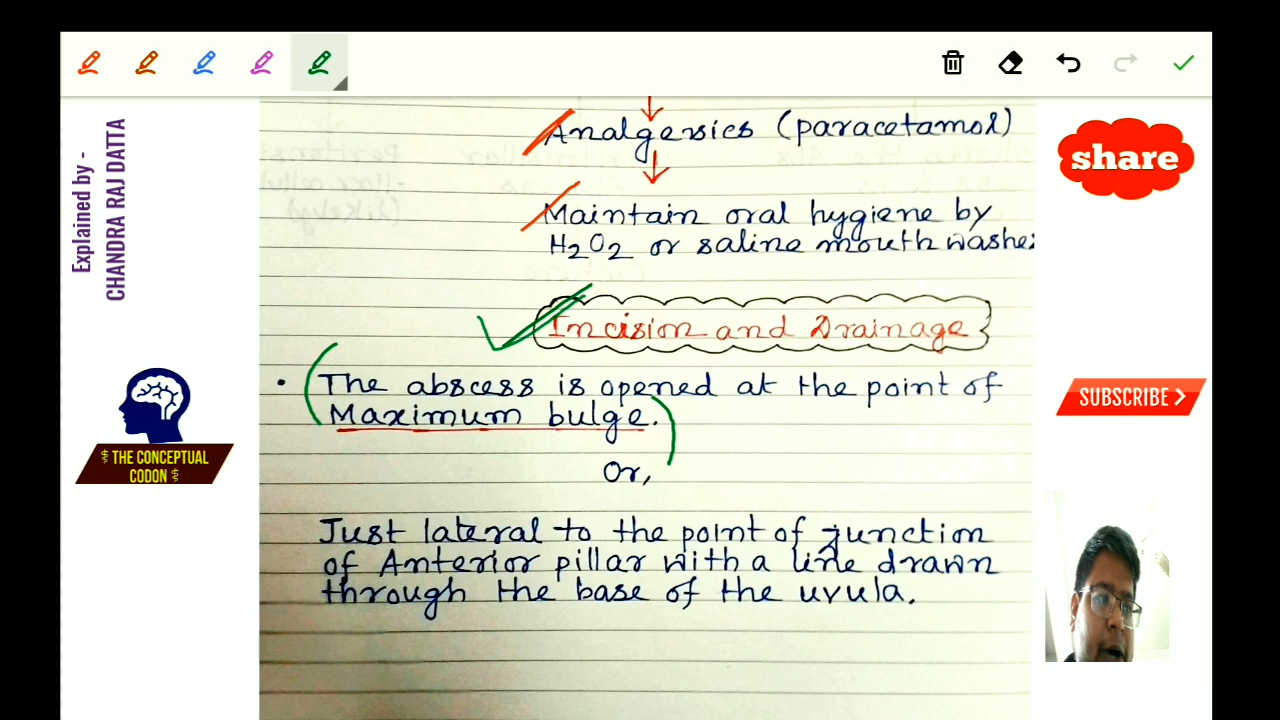 Explained by -
CHANDRA RAJ DATTA
Analgesics (paracetamol)
Maintain oral hygiene by
H2O2 or saline mouth washes
Incision and Drainage
• The abscess is opened at the point of
Maximum bulge.
Or,
Just lateral to the point of junction
of Anterior pillar with a line drawn
through the base of the uvula.
THE CONCEPTUAL
CODON
share
SUBSCRIBE >